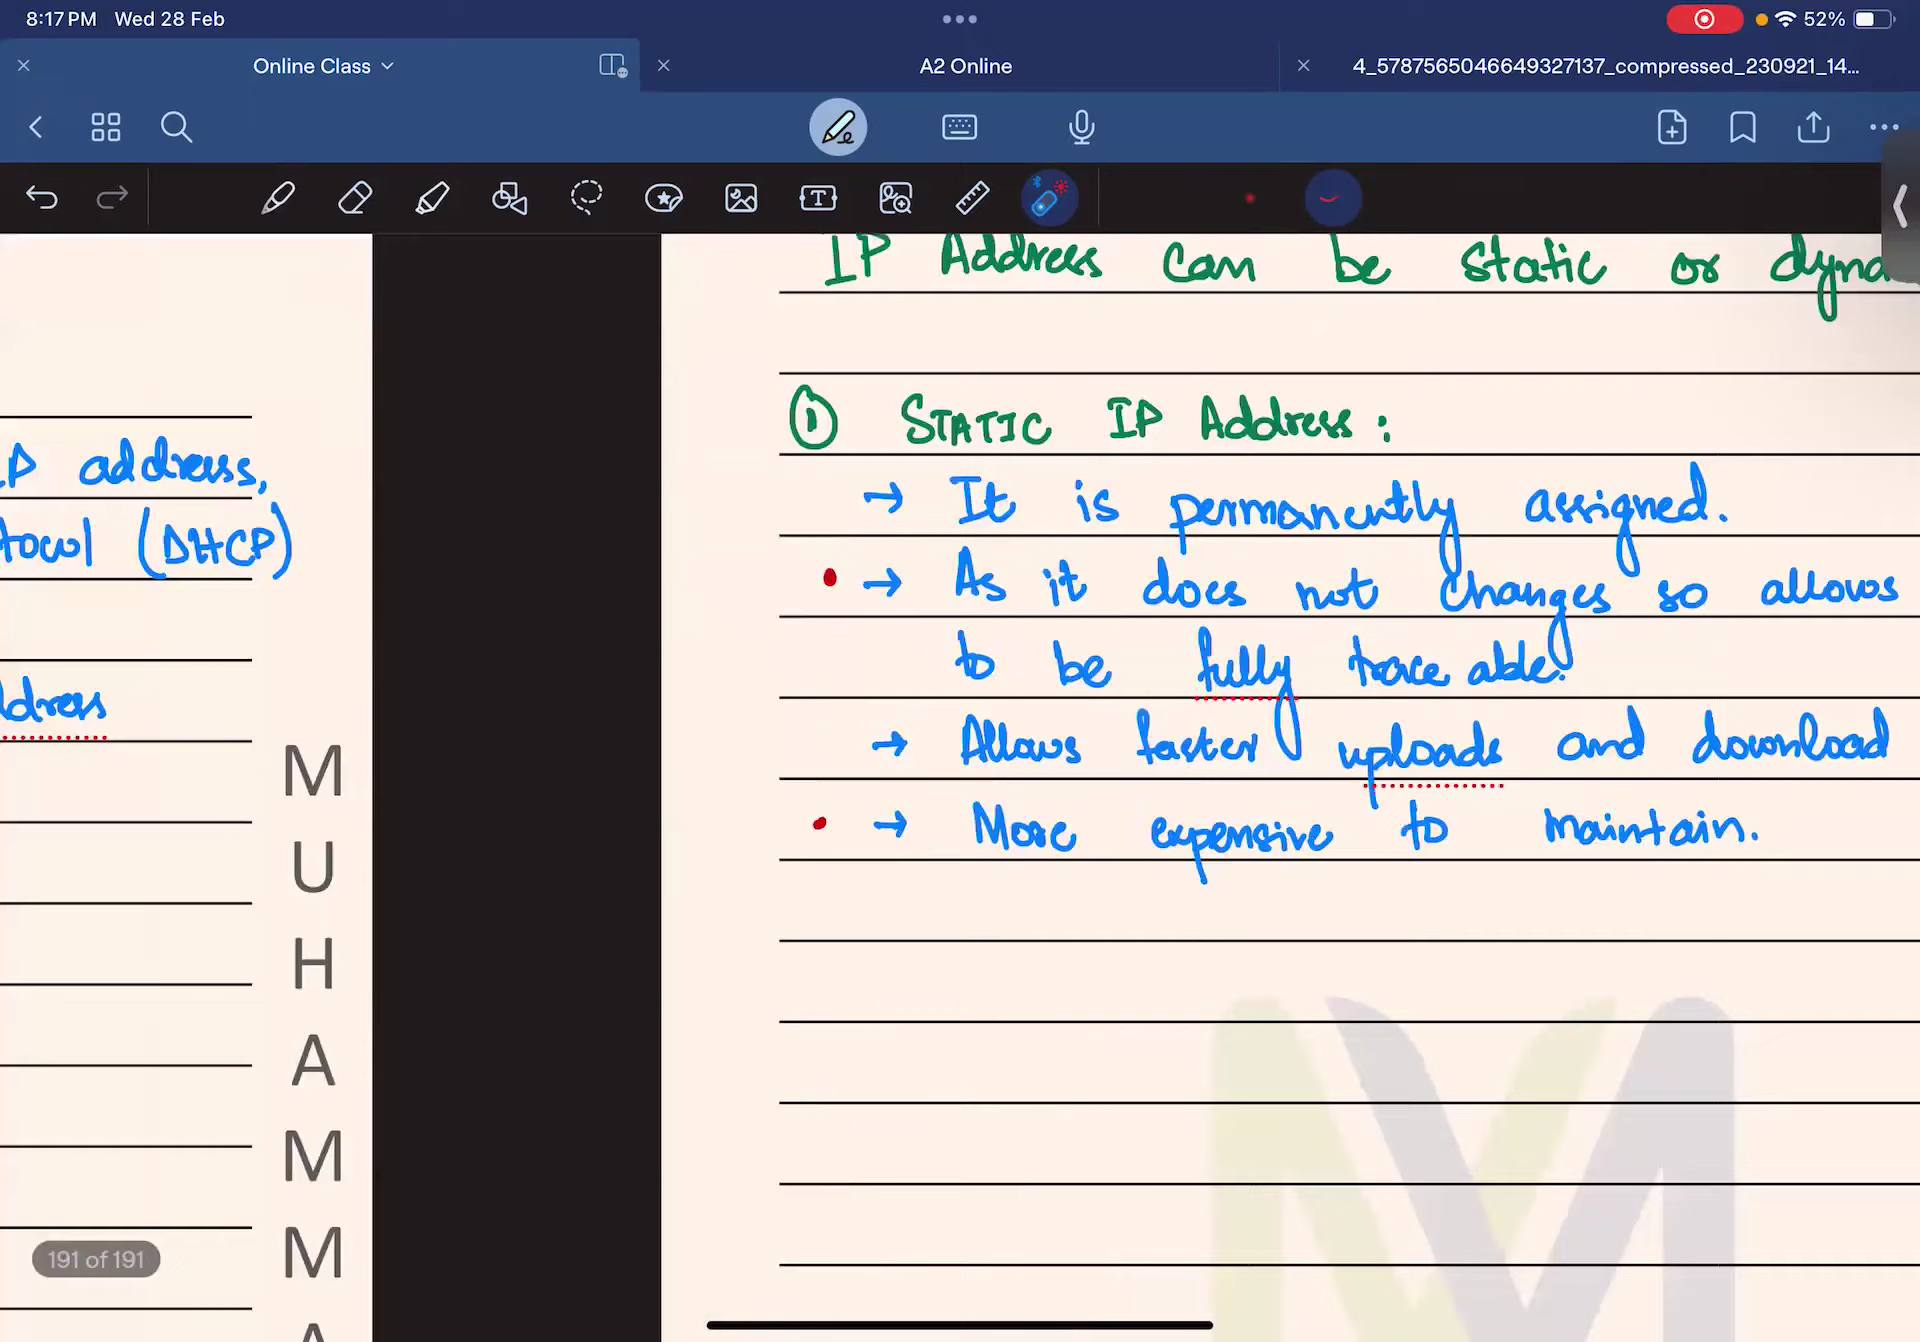 8:17 PM Wed 28 Feb
52%
Online Class
A2 Online
4_5787565046649327137_compressed_230921_14...
IP Address can be static or dyna
① STATIC IP Address :
→ It is permanently assigned.
→ As it does not changes so allows
to be fully trace able.
→ Allows faster uploads and download
→ More expensive to maintain.
P address,
tocol (DHCP)
ddress
M
U
H
A
M
M
A
191 of 191